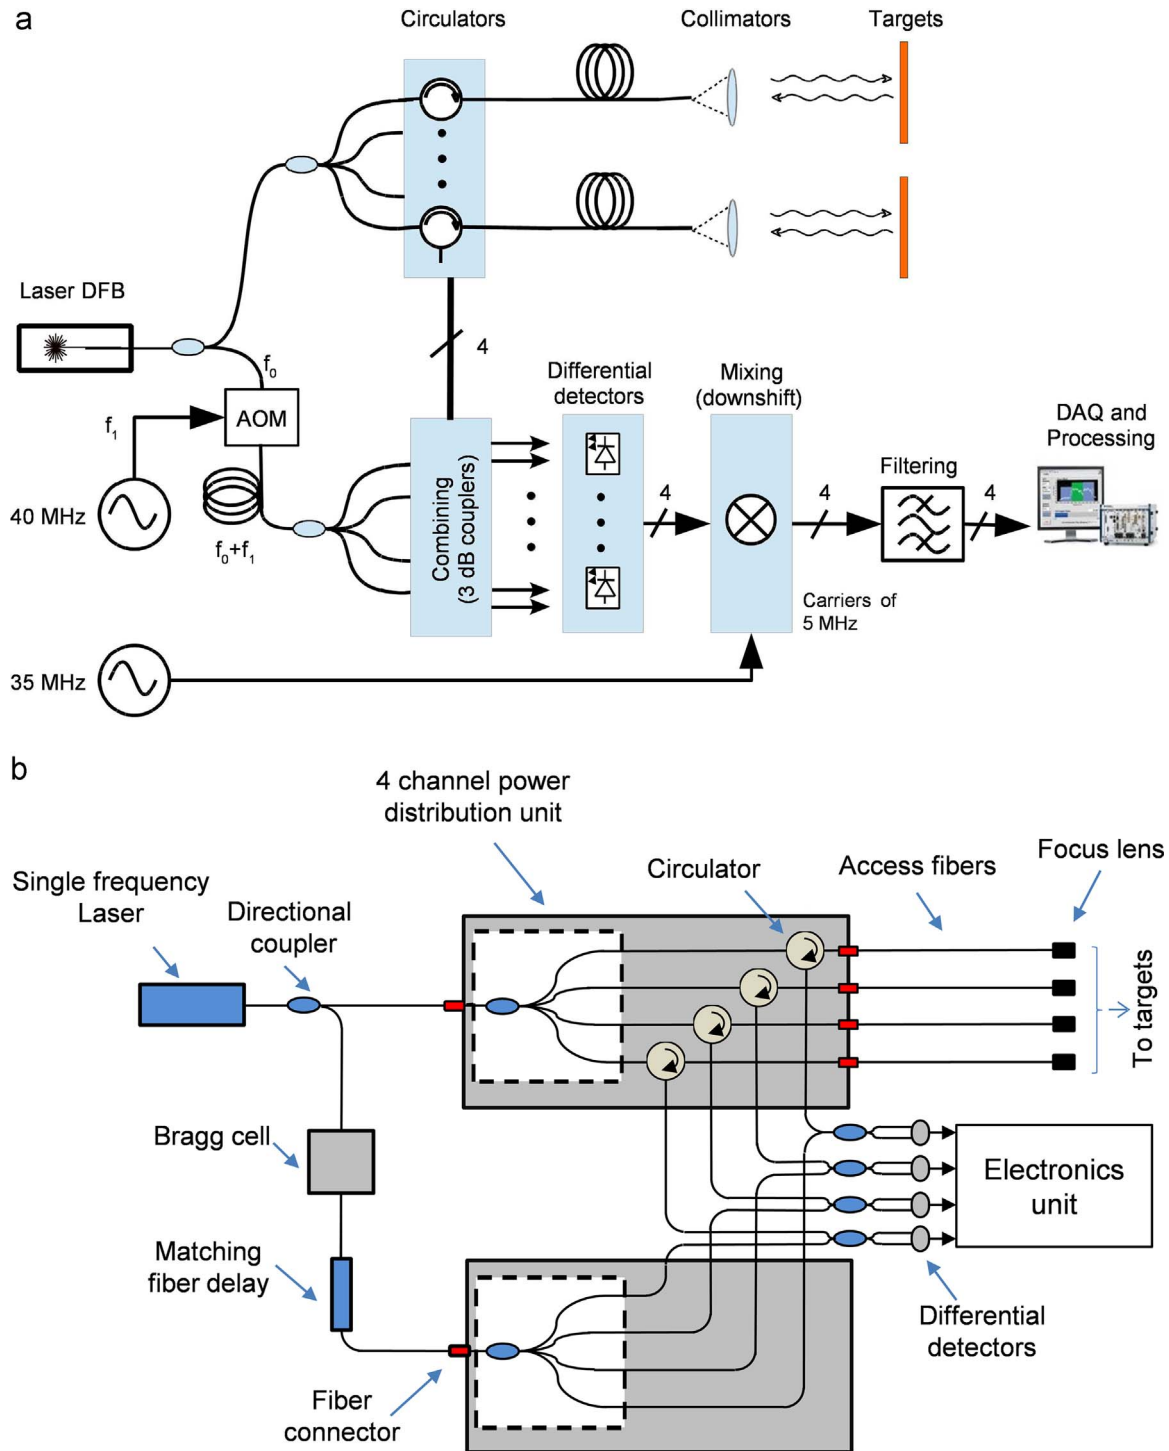 a
Circulators
Collimators
Targets
Laser DFB
f0
4
AOM
f1
40 MHz
f0+f1
Combining
(3 dB couplers)
Differential
detectors
4
Mixing
(downshift)
4
Carriers of
5 MHz
Filtering
4
DAQ and
Processing
35 MHz
b
4 channel power
distribution unit
Single frequency
Laser
Directional
coupler
Circulator
Access fibers
Focus lens
To targets
Bragg cell
Matching
fiber delay
Fiber
connector
Electronics
unit
Differential
detectors